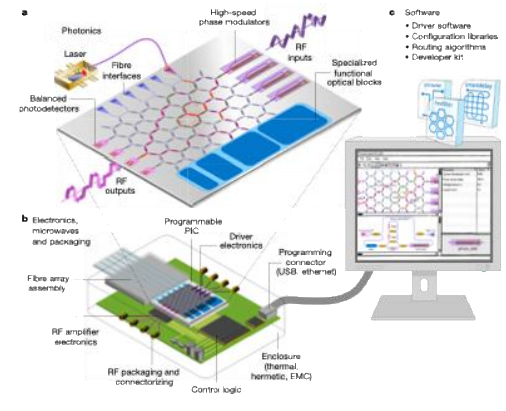 a
Photonics
Laser
Fibre
interfaces
Balanced
photodetectors
High-speed
phase modulators
RF
inputs
Specialized
functional
optical blocks
RF
outputs
b Electronics,
microwaves
and packaging
Programmable
PIC
Driver
electronics
Programming
connector
(USB, ethernet)
Fibre array
assembly
RF amplifier
electronics
RF packaging and
connectorizing
Control logic
Enclosure
(thermal,
hermetic, EMC)
c Software
• Driver software
• Configuration libraries
• Routing algorithms
• Developer kit